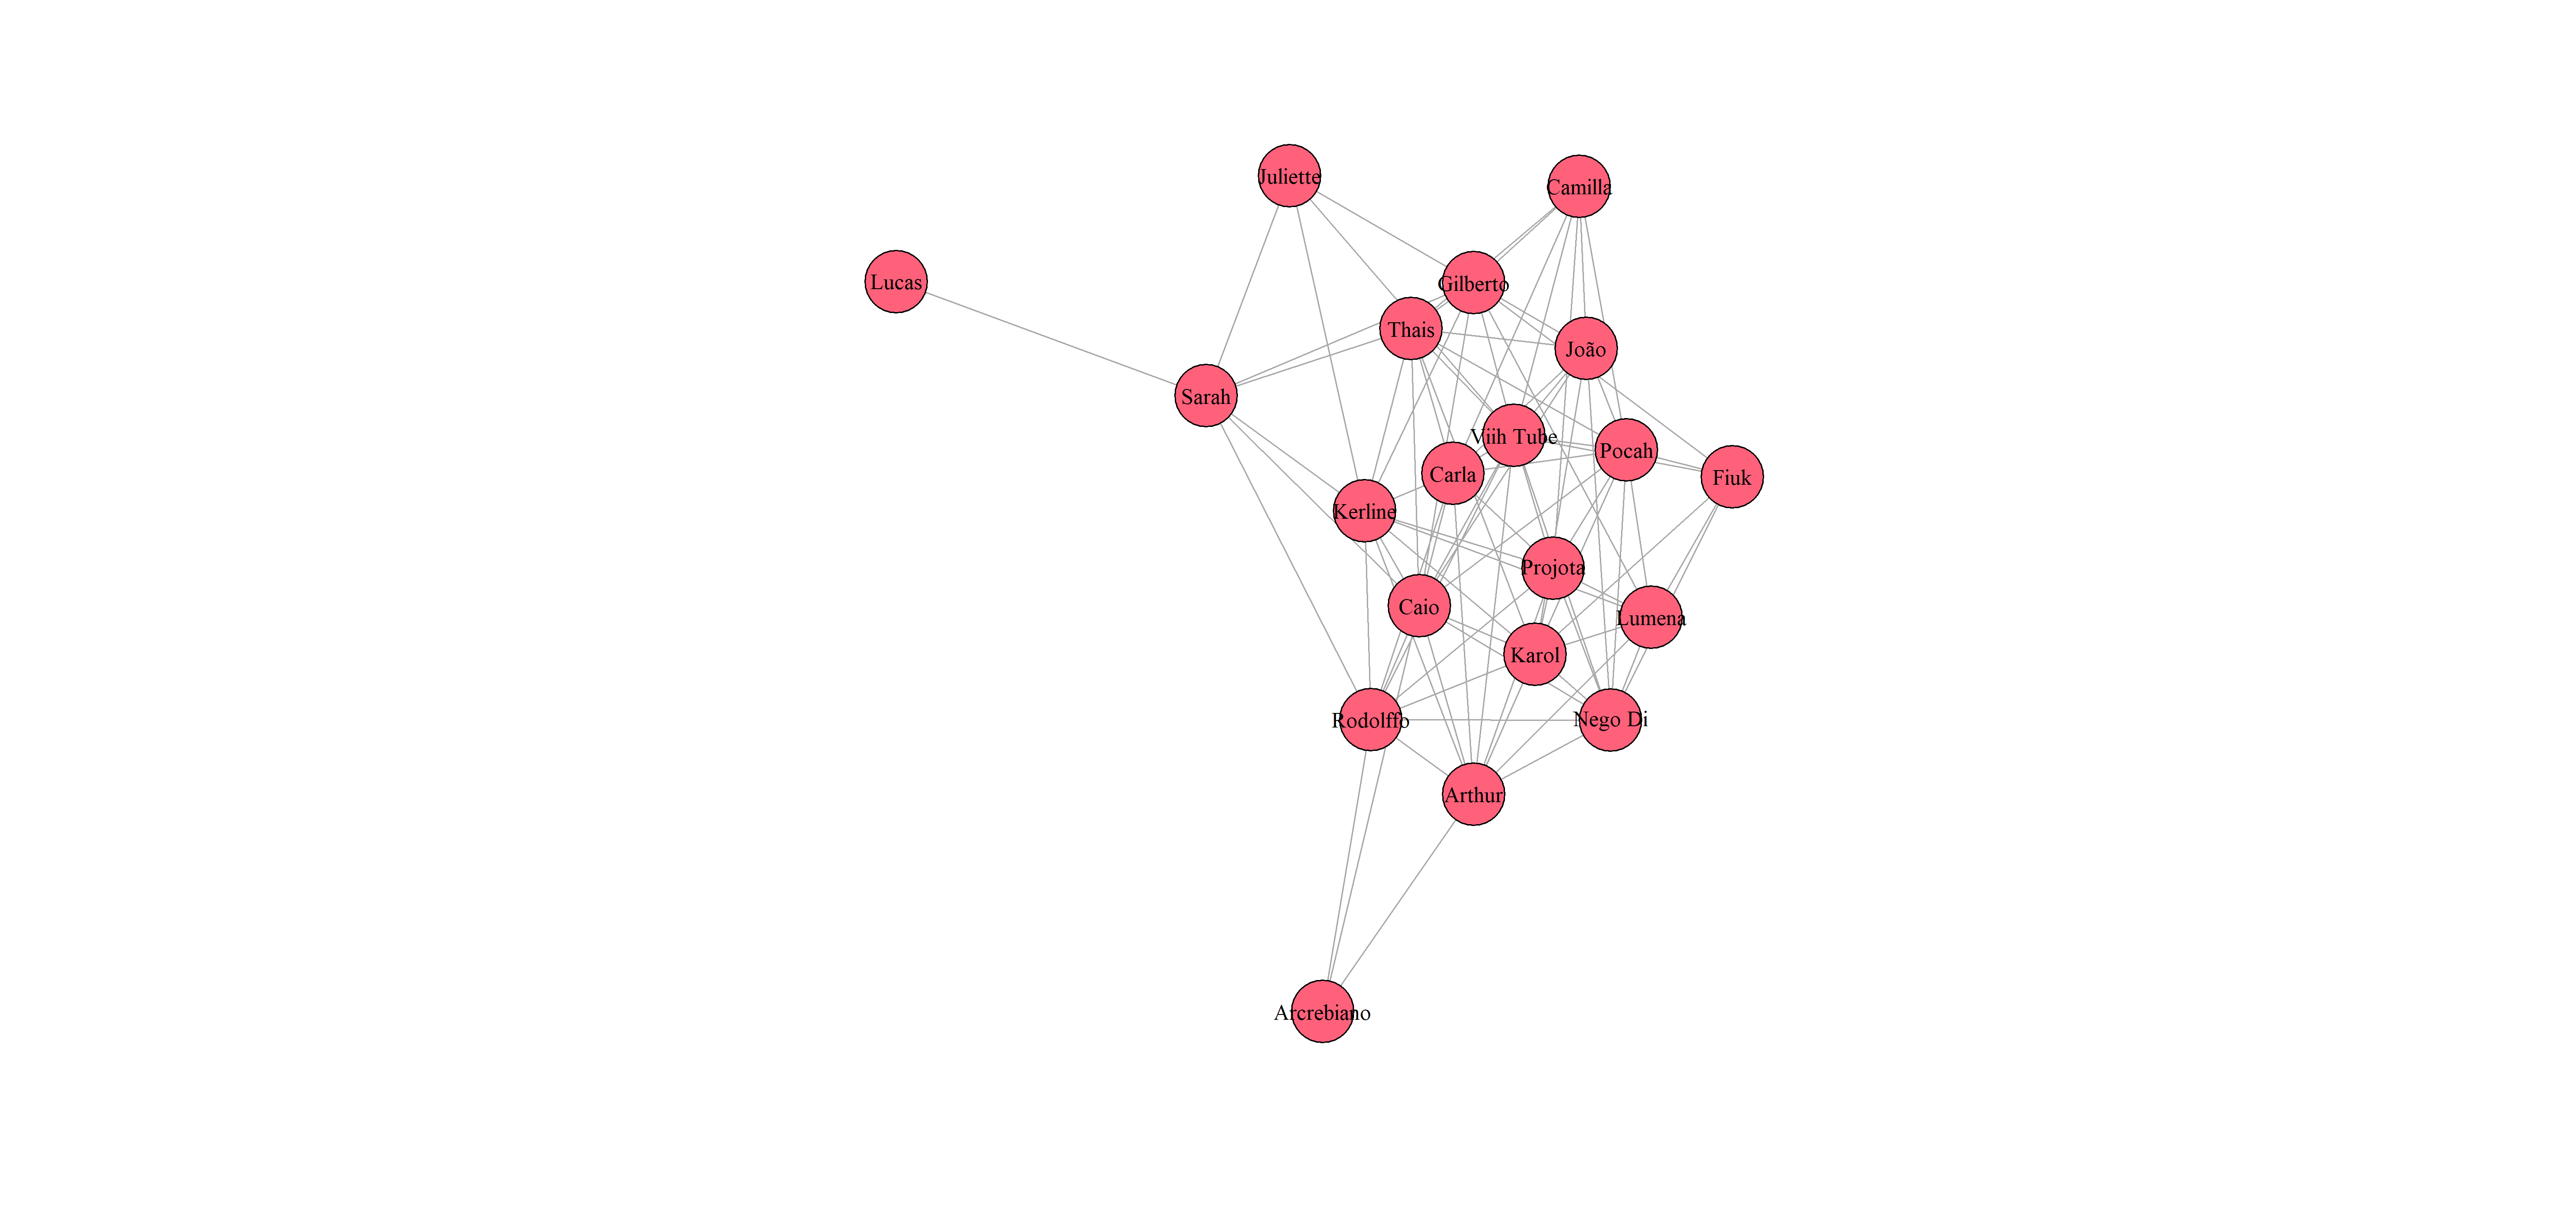 Juliette
Camilla
Lucas
Gilberto
Thais
João
Sarah
Viih Tube
Pocah
Carla
Fiuk
Kerline
Projota
Caio
Lumena
Karol
Rodolffo
Nego Di
Arthur
Arcrebiano